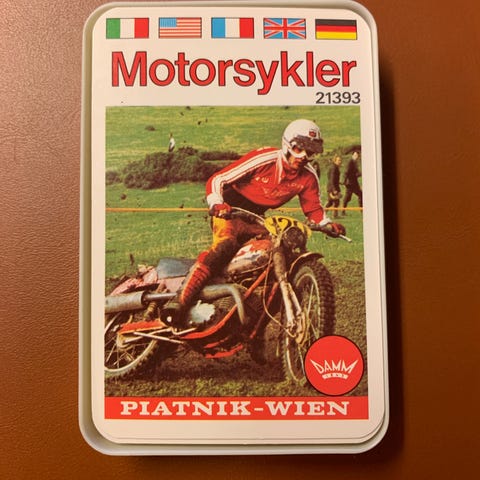 Motorsykler
21393
DAMM
PIATNIK-WIEN